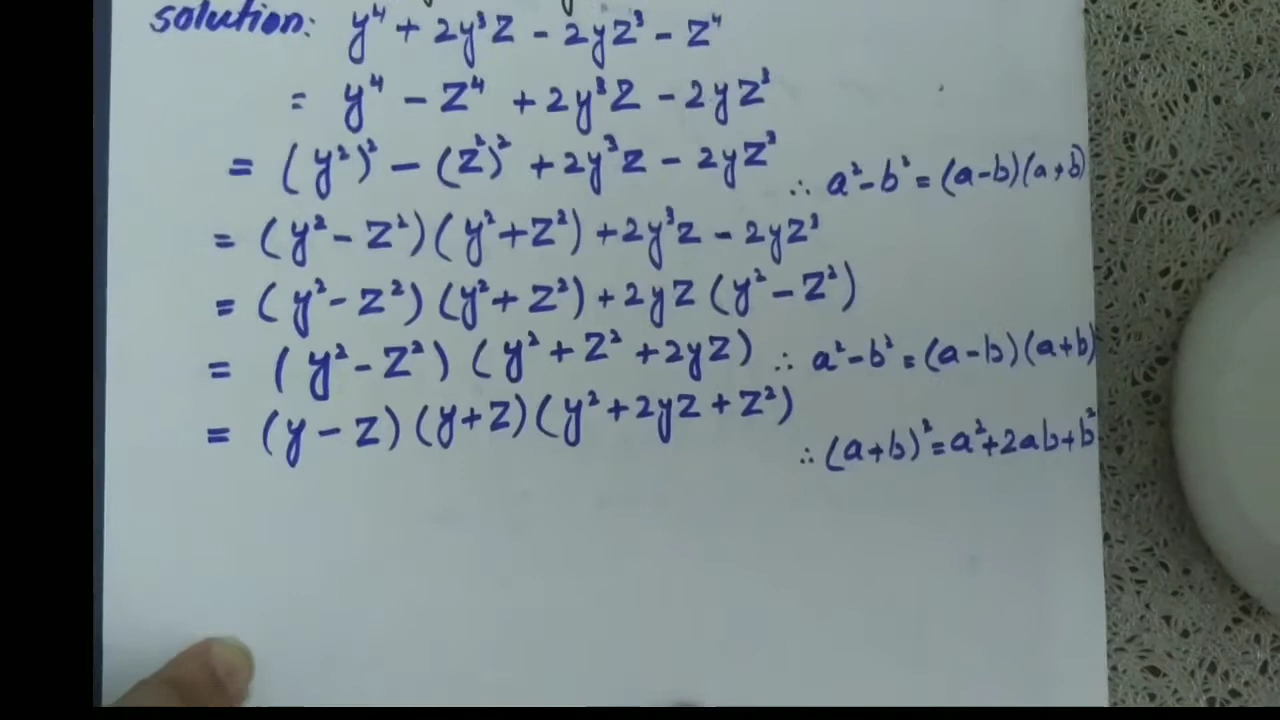 solution: y⁴ + 2y³z - 2yz³ - z⁴
= y⁴ - z⁴ + 2y³z - 2yz³
= (y²)² - (z²)² + 2y³z - 2yz³ ∴ a²-b² = (a-b)(a+b)
= (y² - z²)(y² + z²) + 2y³z - 2yz³
= (y² - z²)(y² + z²) + 2yz(y² - z²)
= (y² - z²)(y² + z² + 2yz) ∴ a²-b² = (a-b)(a+b)
= (y - z)(y + z)(y² + 2yz + z²)
∴ (a+b)² = a² + 2ab + b²